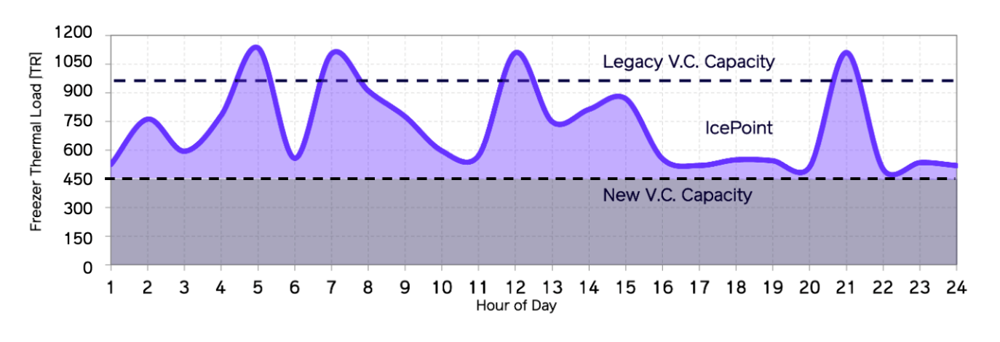 1200
1050
900
750
600
450
300
150
0
Freezer Thermal Load [TR]
Legacy V.C. Capacity
IcePoint
New V.C. Capacity
1 2 3 4 5 6 7 8 9 10 11 12 13 14 15 16 17 18 19 20 21 22 23 24
Hour of Day